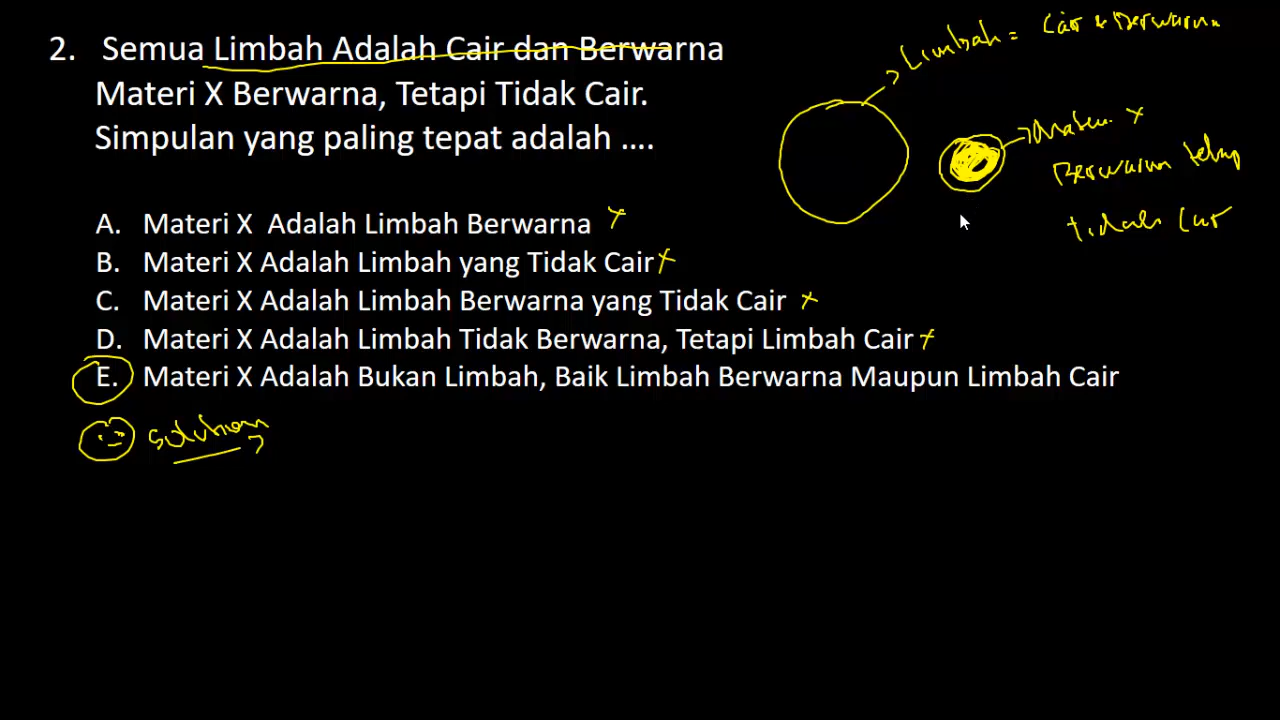 2. Semua Limbah Adalah Cair dan Berwarna
Materi X Berwarna, Tetapi Tidak Cair.
Simpulan yang paling tepat adalah ....
A. Materi X Adalah Limbah Berwarna x
B. Materi X Adalah Limbah yang Tidak Cair x
C. Materi X Adalah Limbah Berwarna yang Tidak Cair x
D. Materi X Adalah Limbah Tidak Berwarna, Tetapi Limbah Cair x
E. Materi X Adalah Bukan Limbah, Baik Limbah Berwarna Maupun Limbah Cair
Limbah = Cair & Berwarna
Materi x
Berwarna tetapi
tidak Cair